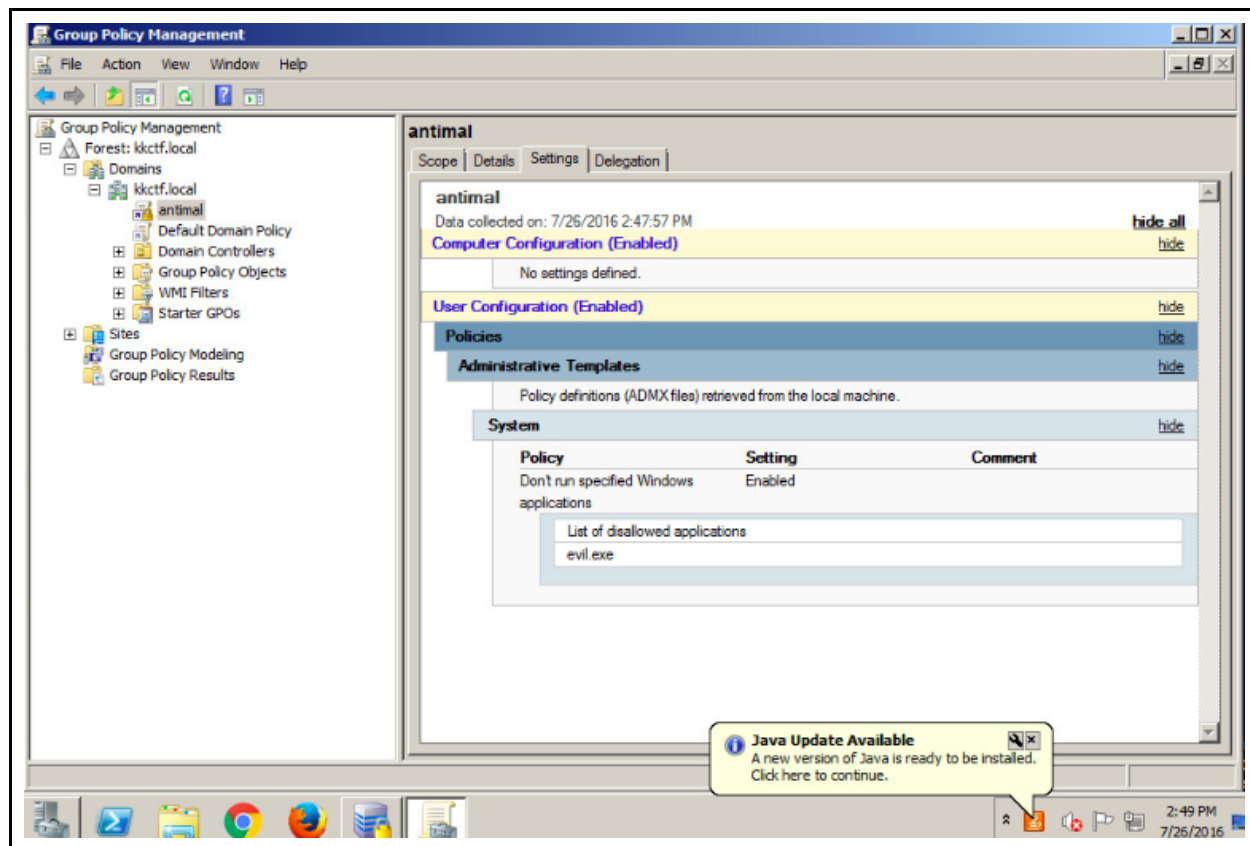 Group Policy Management
File Action View Window Help
Group Policy Management
Forest: kkctf.local
Domains
kkctf.local
antimal
Default Domain Policy
Domain Controllers
Group Policy Objects
WMI Filters
Starter GPOs
Sites
Group Policy Modeling
Group Policy Results
antimal
Scope Details Settings Delegation
antimal
Data collected on: 7/26/2016 2:47:57 PM hide all
Computer Configuration (Enabled) hide
No settings defined.
User Configuration (Enabled) hide
Policies hide
Administrative Templates hide
Policy definitions (ADMX files) retrieved from the local machine.
System hide
Policy Setting Comment
Don't run specified Windows Enabled
applications
List of disallowed applications
evil.exe
Java Update Available
A new version of Java is ready to be installed.
Click here to continue.
2:49 PM
7/26/2016